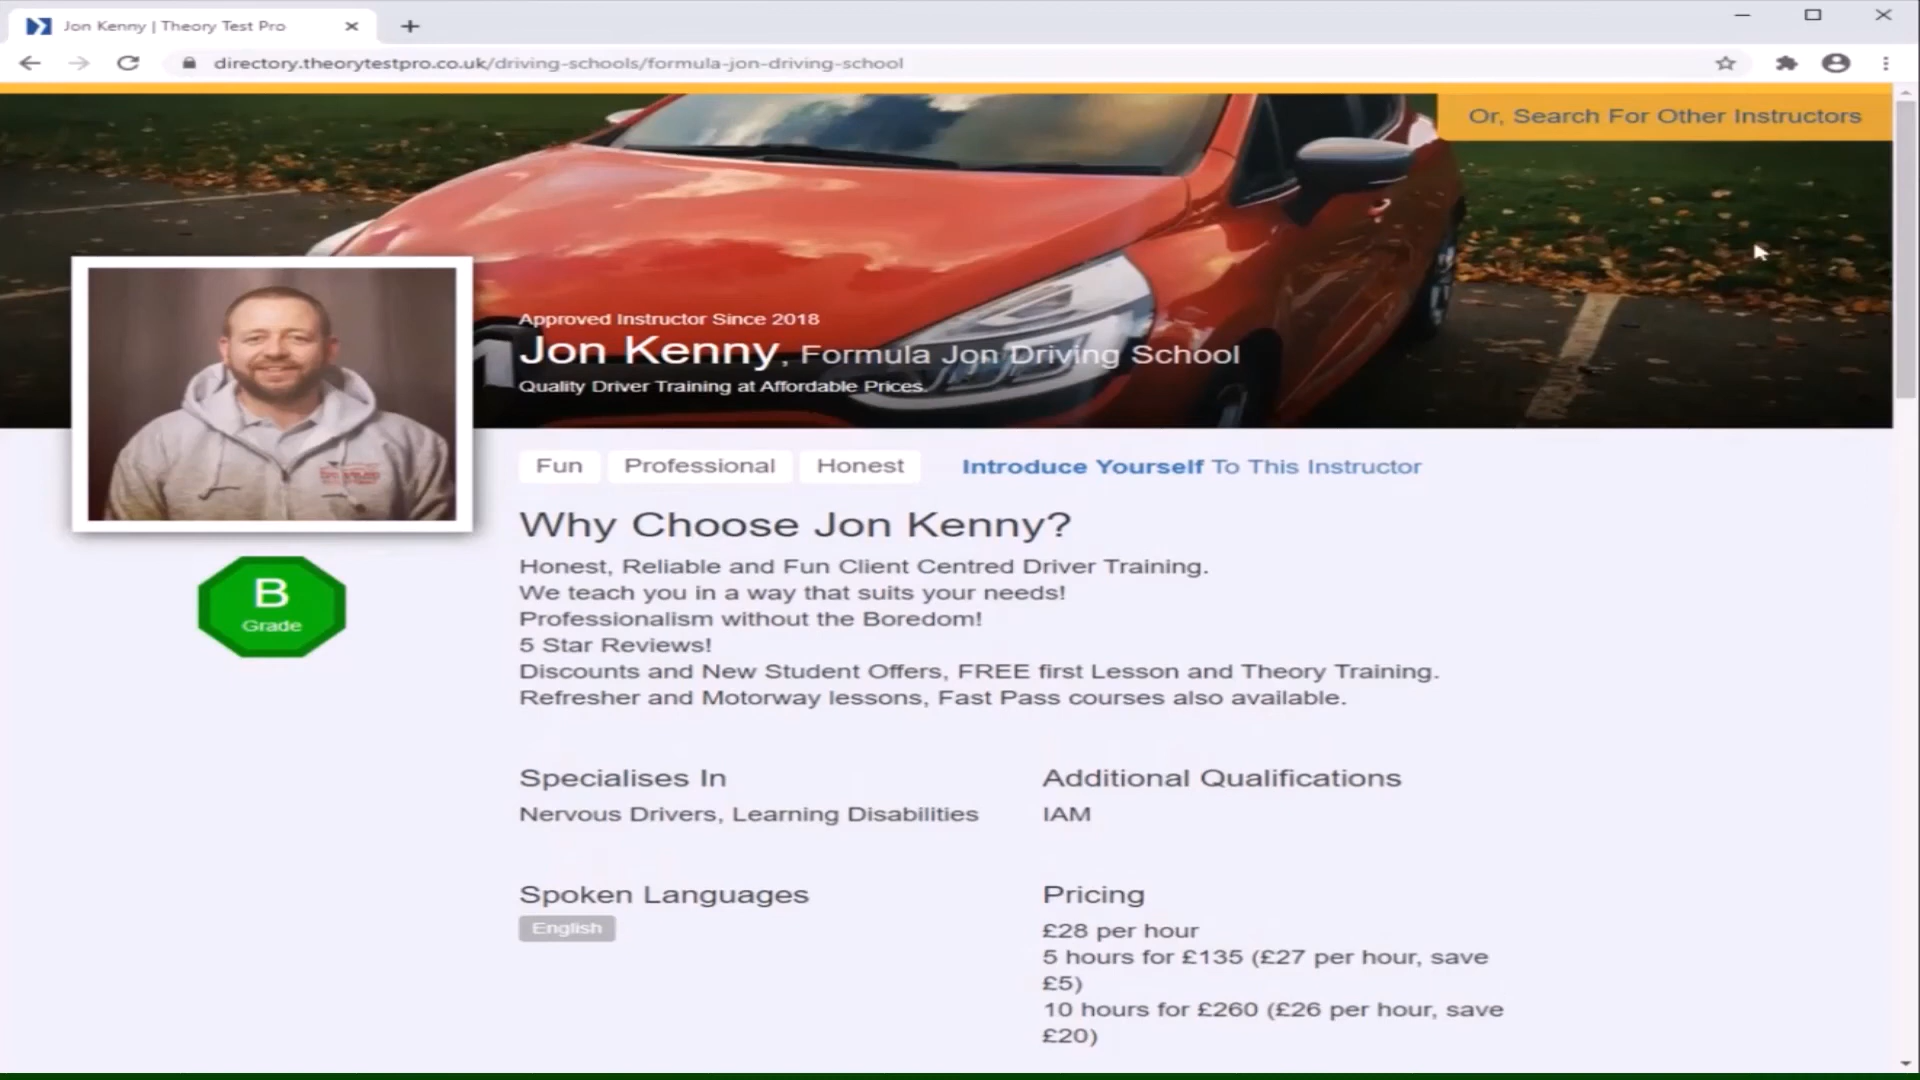 Jon Kenny | Theory Test Pro
directory.theorytestpro.co.uk/driving-schools/formula-jon-driving-school
Or, Search For Other Instructors
Approved Instructor Since 2018
Jon Kenny, Formula Jon Driving School
Quality Driver Training at Affordable Prices.
Fun Professional Honest Introduce Yourself To This Instructor
Why Choose Jon Kenny?
Honest, Reliable and Fun Client Centred Driver Training.
We teach you in a way that suits your needs!
Professionalism without the Boredom!
5 Star Reviews!
Discounts and New Student Offers, FREE first Lesson and Theory Training.
Refresher and Motorway lessons, Fast Pass courses also available.
B
Grade
Specialises In
Nervous Drivers, Learning Disabilities
Additional Qualifications
IAM
Spoken Languages
English
Pricing
£28 per hour
5 hours for £135 (£27 per hour, save
£5)
10 hours for £260 (£26 per hour, save
£20)